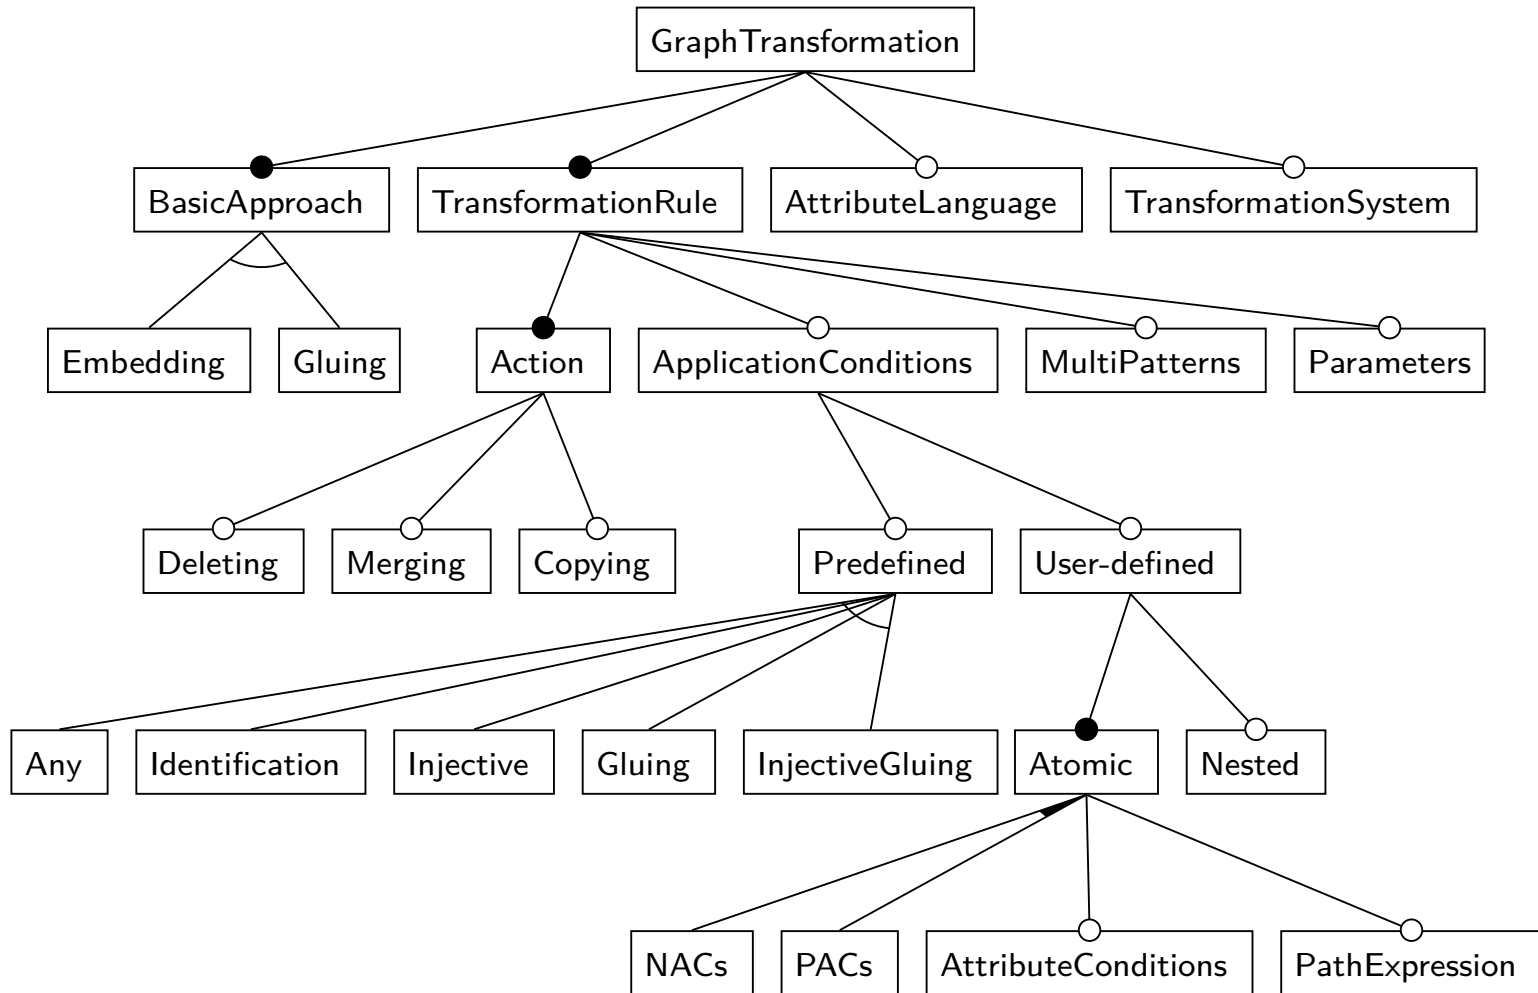 GraphTransformation
BasicApproach
TransformationRule
AttributeLanguage
TransformationSystem
Embedding
Gluing
Action
ApplicationConditions
MultiPatterns
Parameters
Deleting
Merging
Copying
Predefined
User-defined
Any
Identification
Injective
Gluing
InjectiveGluing
Atomic
Nested
NACs
PACs
AttributeConditions
PathExpression